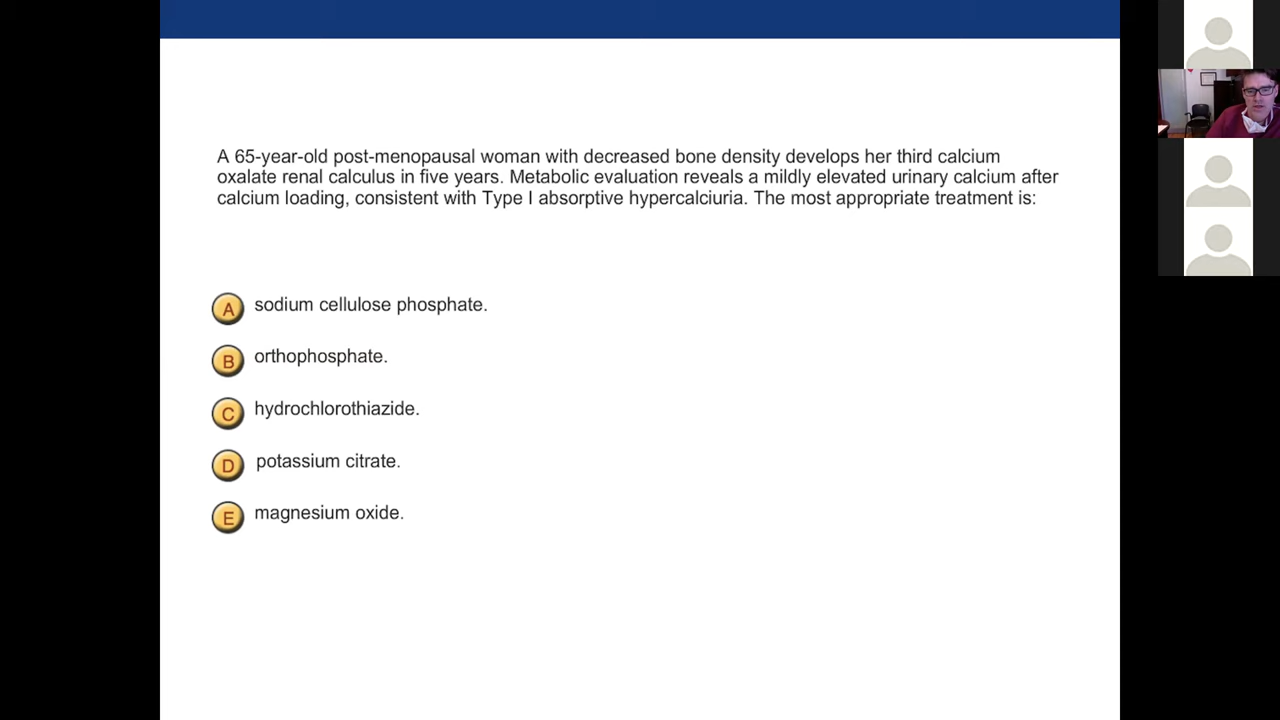 A 65-year-old post-menopausal woman with decreased bone density develops her third calcium
oxalate renal calculus in five years. Metabolic evaluation reveals a mildly elevated urinary calcium after
calcium loading, consistent with Type I absorptive hypercalciuria. The most appropriate treatment is:
A sodium cellulose phosphate.
B orthophosphate.
C hydrochlorothiazide.
D potassium citrate.
E magnesium oxide.